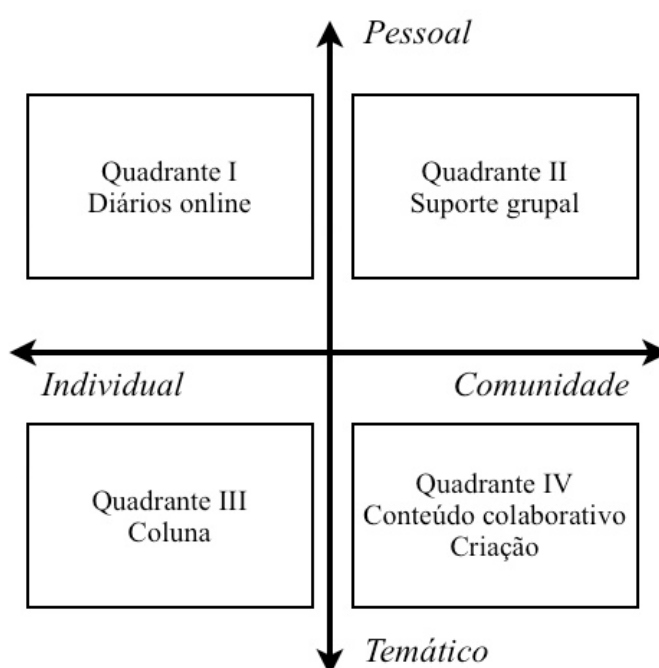 Pessoal
Quadrante I
Diários online
Quadrante II
Suporte grupal
Individual
Comunidade
Quadrante III
Coluna
Quadrante IV
Conteúdo colaborativo
Criação
Temático